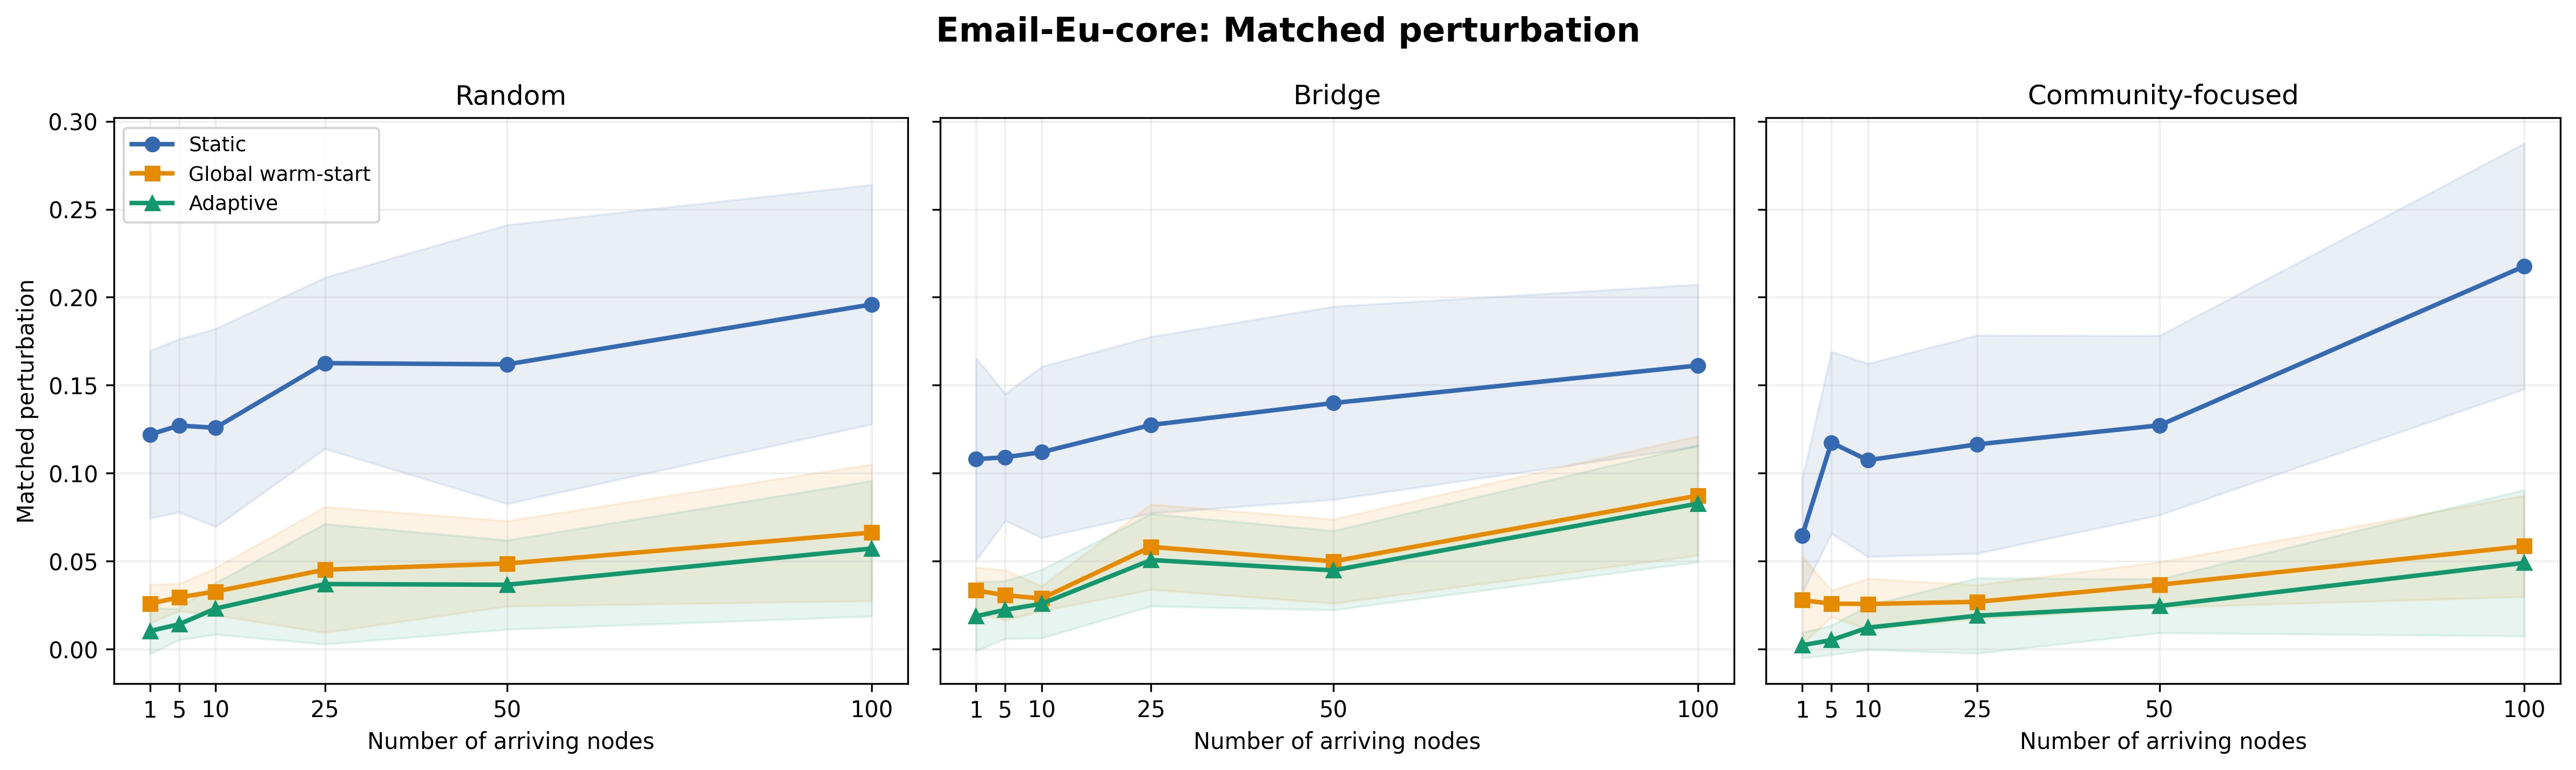 Email-Eu-core: Matched perturbation
Random
Bridge
Community-focused
Matched perturbation
0.30
0.25
0.20
0.15
0.10
0.05
0.00
Static
Global warm-start
Adaptive
1 5 10 25 50 100
1 5 10 25 50 100
1 5 10 25 50 100
Number of arriving nodes
Number of arriving nodes
Number of arriving nodes